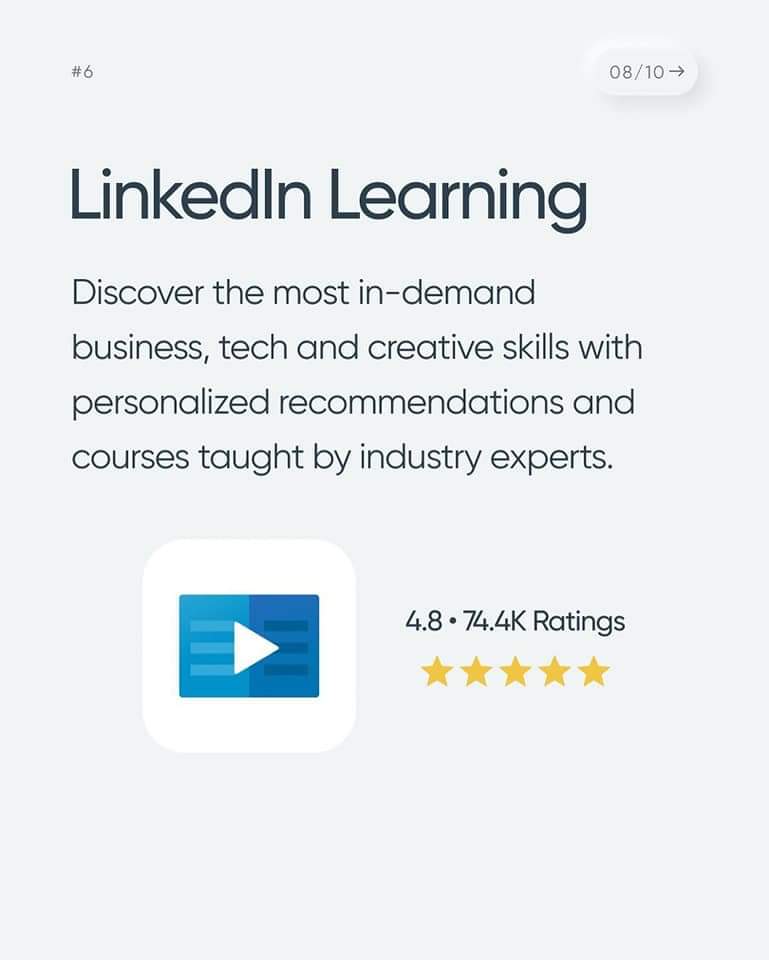 #6
08/10→
LinkedIn Learning
Discover the most in-demand
business, tech and creative skills with
personalized recommendations and
courses taught by industry experts.
4.8 • 74.4K Ratings